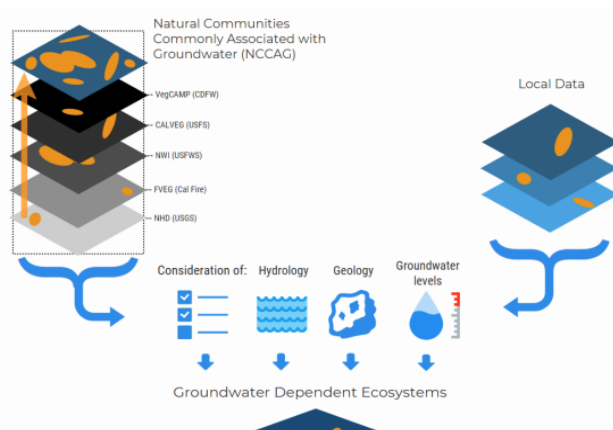 Natural Communities
Commonly Associated with
Groundwater (NCCAG)
VegCAMP (CDFW)
CALVEG (USFS)
NWI (USFWS)
FVEG (Cal Fire)
NHD (USGS)
Local Data
Consideration of:
Hydrology
Geology
Groundwater
levels
Groundwater Dependent Ecosystems